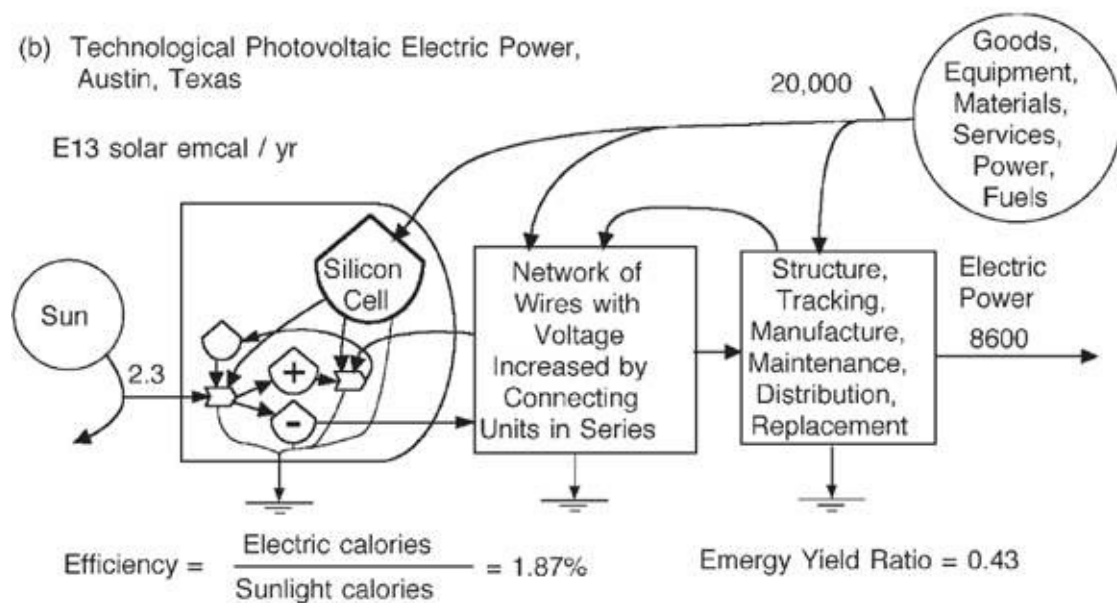 (b) Technological Photovoltaic Electric Power,
Austin, Texas
E13 solar emcal / yr
20,000
Goods,
Equipment,
Materials,
Services,
Power,
Fuels
Sun
2.3
Silicon
Cell
+
-
Network of
Wires with
Voltage
Increased by
Connecting
Units in Series
Structure,
Tracking,
Manufacture,
Maintenance,
Distribution,
Replacement
Electric
Power
8600
Efficiency = Electric calories / Sunlight calories = 1.87%
Emergy Yield Ratio = 0.43